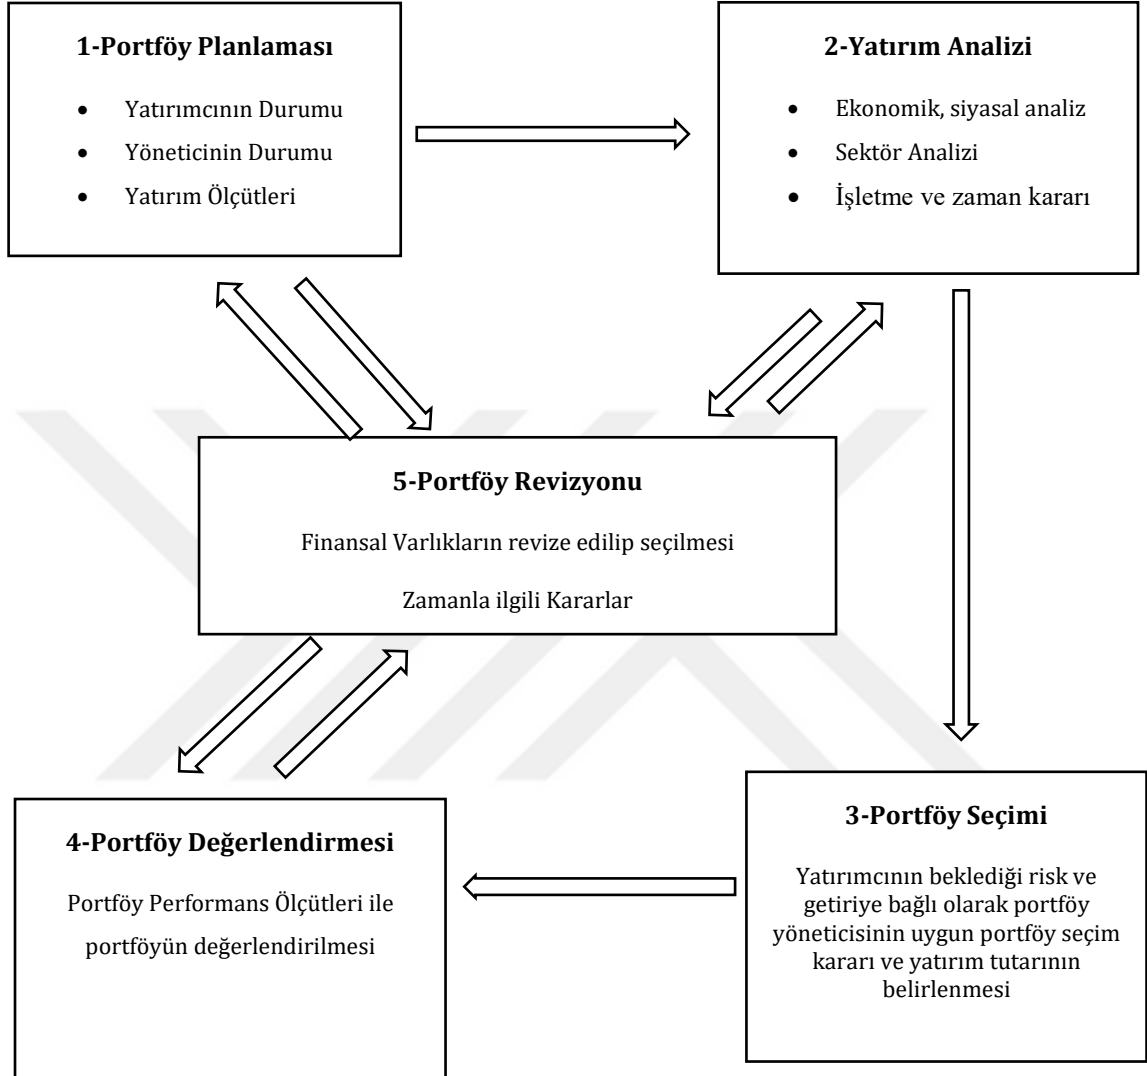 1-Portföy Planlaması
• Yatırımcının Durumu
• Yöneticinin Durumu
• Yatırım Ölçütleri
2-Yatırım Analizi
• Ekonomik, siyasal analiz
• Sektör Analizi
• İşletme ve zaman kararı
5-Portföy Revizyonu
Finansal Varlıkların revize edilip seçilmesi
Zamanla ilgili Kararlar
4-Portföy Değerlendirmesi
Portföy Performans Ölçütleri ile
portföyün değerlendirilmesi
3-Portföy Seçimi
Yatırımcının beklediği risk ve
getiriye bağlı olarak portföy
yöneticisinin uygun portföy seçim
kararı ve yatırım tutarının
belirlenmesi